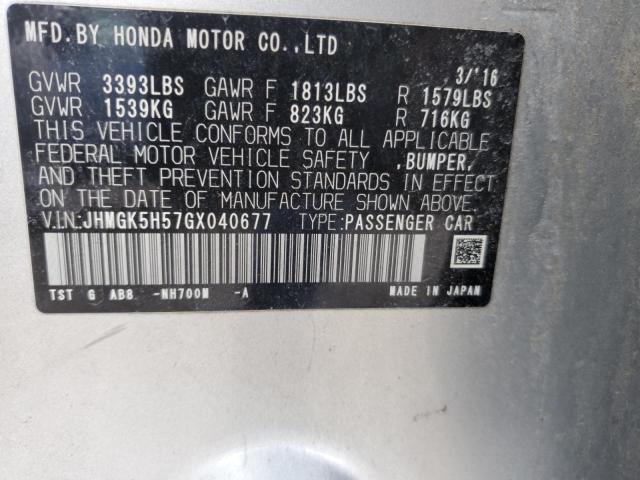 MFD.BY HONDA MOTOR CO.,LTD
3/'16
GVWR 3393LBS GAWR F 1813LBS R 1579LBS
GVWR 1539KG GAWR F 823KG R 716KG
THIS VEHICLE CONFORMS TO ALL APPLICABLE
FEDERAL MOTOR VEHICLE SAFETY ,BUMPER,
AND THEFT PREVENTION STANDARDS IN EFFECT
ON THE DATE OF MANUFACTURE SHOWN ABOVE.
V.I.N:JHMGK5H57GX040677 TYPE:PASSENGER CAR
TST G AB8 -NH700M -A MADE IN JAPAN